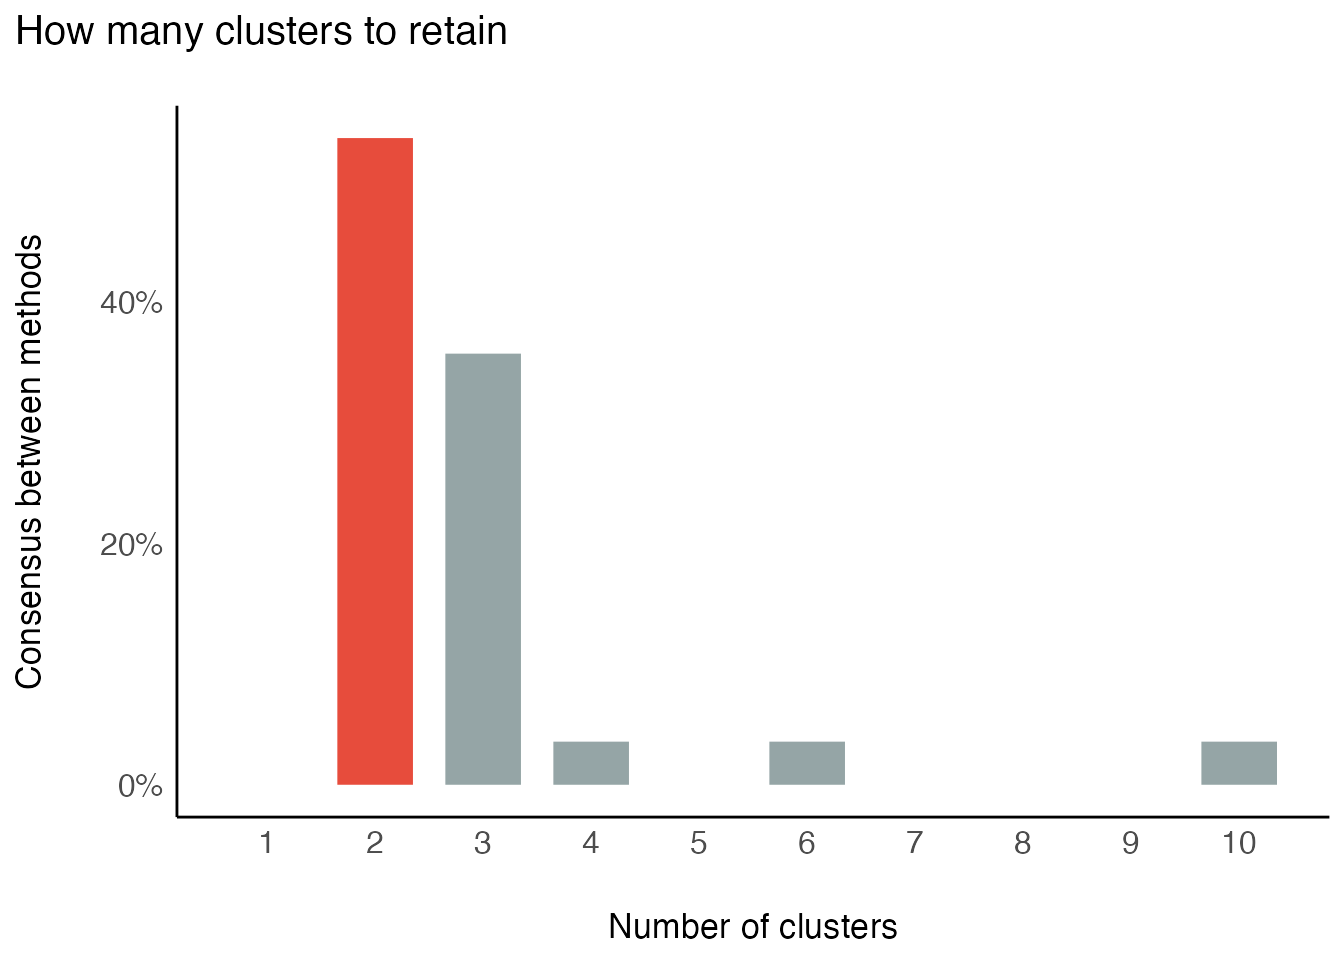 How many clusters to retain
Consensus between methods
40%
20%
0%
1 2 3 4 5 6 7 8 9 10
Number of clusters